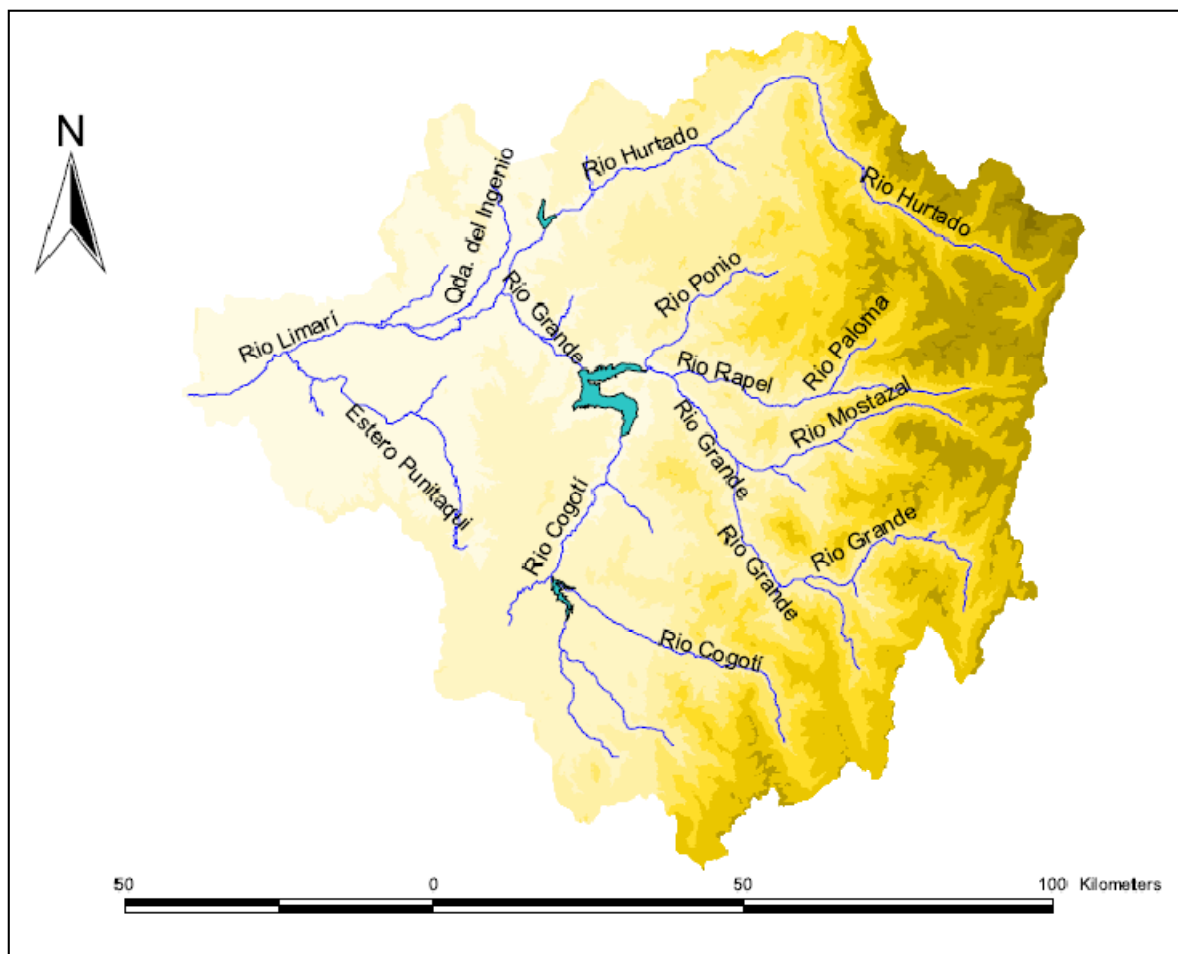 N
Rio Hurtado
Rio Hurtado
Qda. del Ingenio
Rio Ponio
Rio Grande
Rio Paloma
Rio Limarí
Rio Rapel
Rio Mostazal
Rio Grande
Estero Punitaqui
Rio Cogotí
Rio Grande
Rio Grande
Rio Cogotí
50 0 50 100 Kilometers